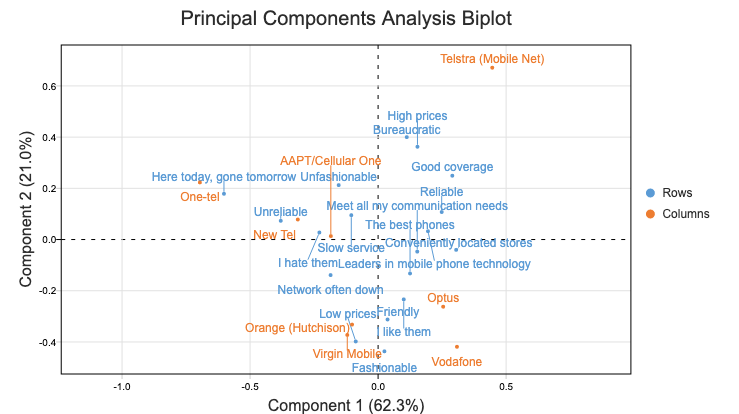 Principal Components Analysis Biplot
Telstra (Mobile Net)
0.6
High prices
Bureaucratic
0.4
AAPT/Cellular One
Good coverage
Here today, gone tomorrow
Unfashionable
Rows
0.2
One-tel
Reliable
Unreliable
Meet all my communication needs
Columns
New Tel
The best phones
0.0
Slow service
Conveniently located stores
I hate them
Leaders in mobile phone technology
Network often down
-0.2
Optus
Low prices
Friendly
Orange (Hutchison)
I like them
-0.4
Virgin Mobile
Vodafone
Fashionable
-1.0
-0.5
0.0
0.5
Component 1 (62.3%)
Component 2 (21.0%)